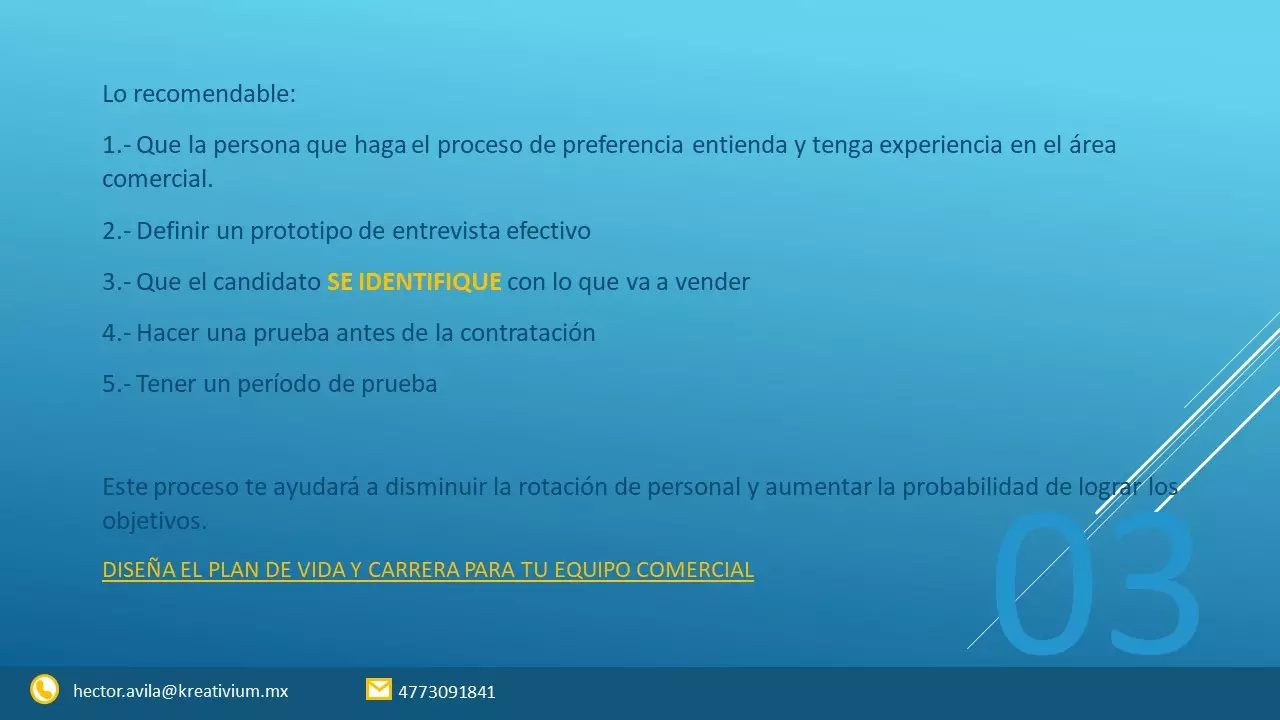 Lo recomendable:
1.- Que la persona que haga el proceso de preferencia entienda y tenga experiencia en el área
comercial.
2.- Definir un prototipo de entrevista efectivo
3.- Que el candidato SE IDENTIFIQUE con lo que va a vender
4.- Hacer una prueba antes de la contratación
5.- Tener un período de prueba
Este proceso te ayudará a disminuir la rotación de personal y aumentar la probabilidad de lograr los
objetivos.
DISEÑA EL PLAN DE VIDA Y CARRERA PARA TU EQUIPO COMERCIAL
03
hector.avila@kreativium.mx 4773091841